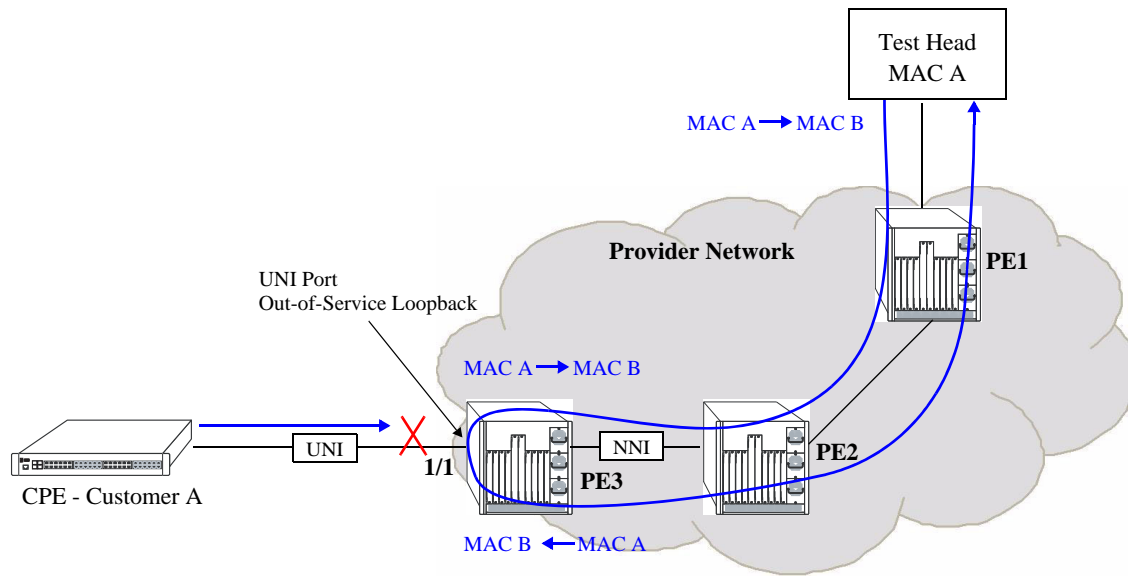 Test Head
MAC A
MAC A → MAC B
Provider Network
PE1
UNI Port
Out-of-Service Loopback
MAC A → MAC B
UNI
1/1
PE3
NNI
PE2
CPE - Customer A
MAC B ← MAC A